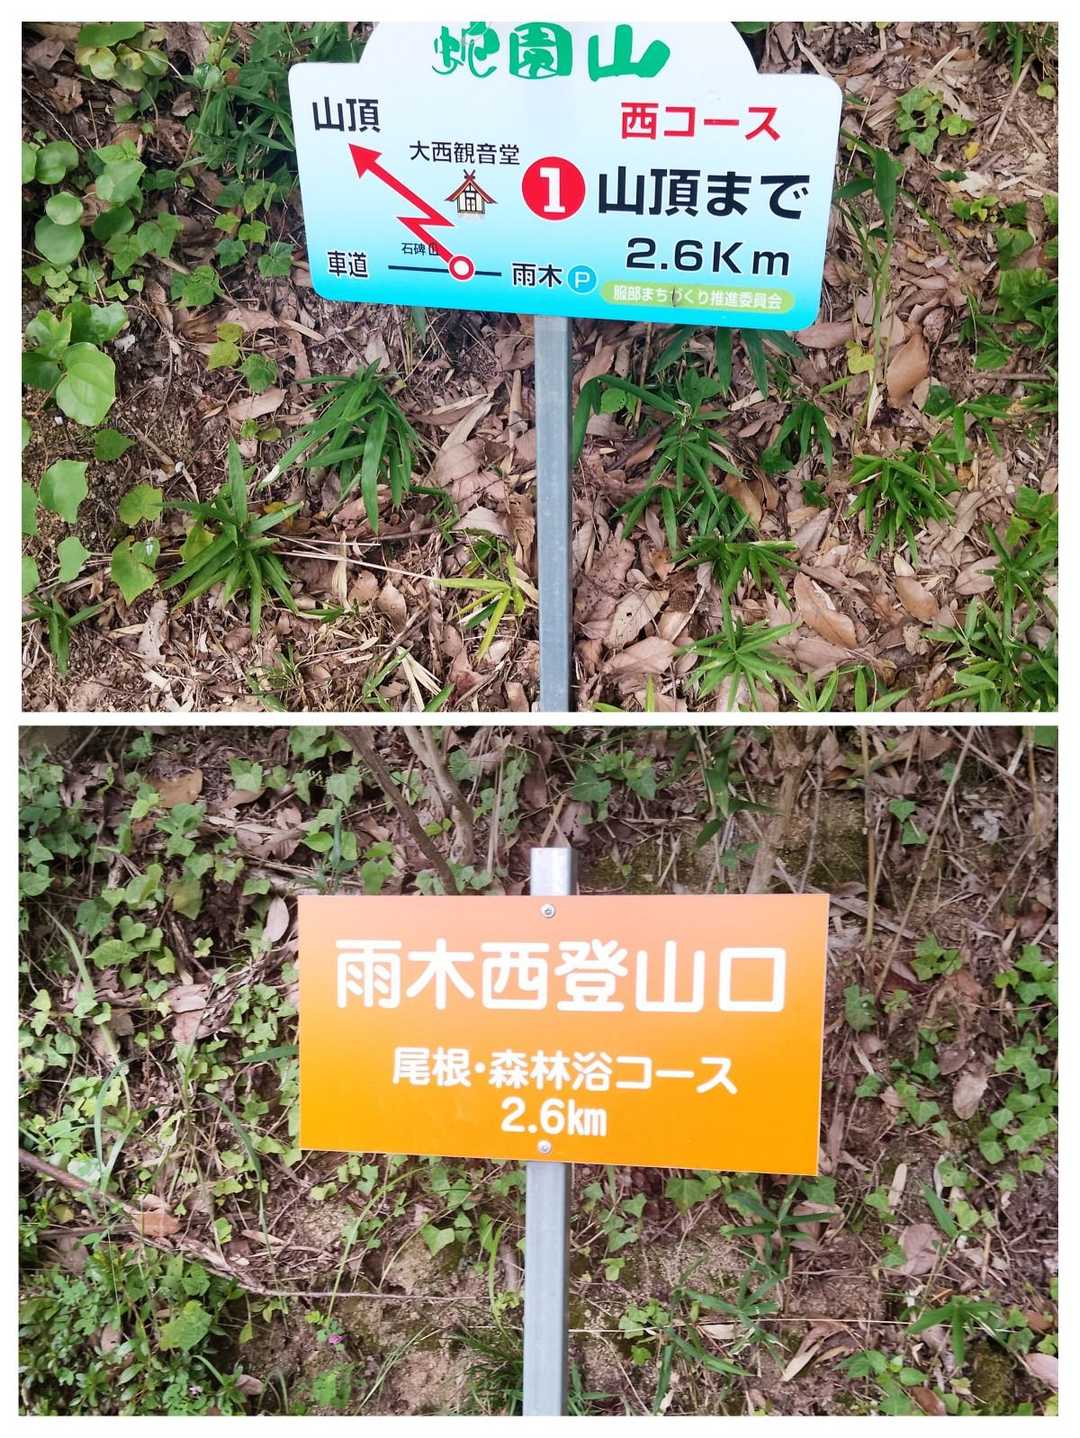 蛇園山
山頂
西コース
大西観音堂
1 山頂まで
2.6Km
石碑
車道
雨木 P
服部まちづくり推進委員会
雨木西登山口
尾根・森林浴コース
2.6km